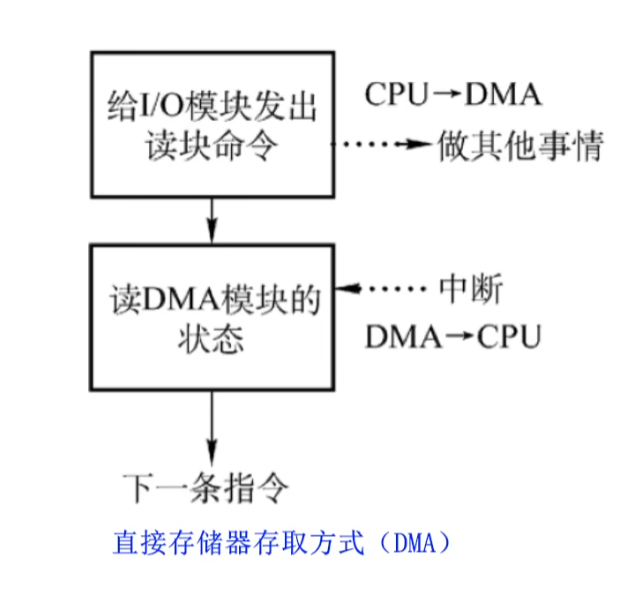 给I/O模块发出
读块命令
CPU→DMA
做其他事情
读DMA模块的
状态
中断
DMA→CPU
下一条指令
直接存储器存取方式（DMA）